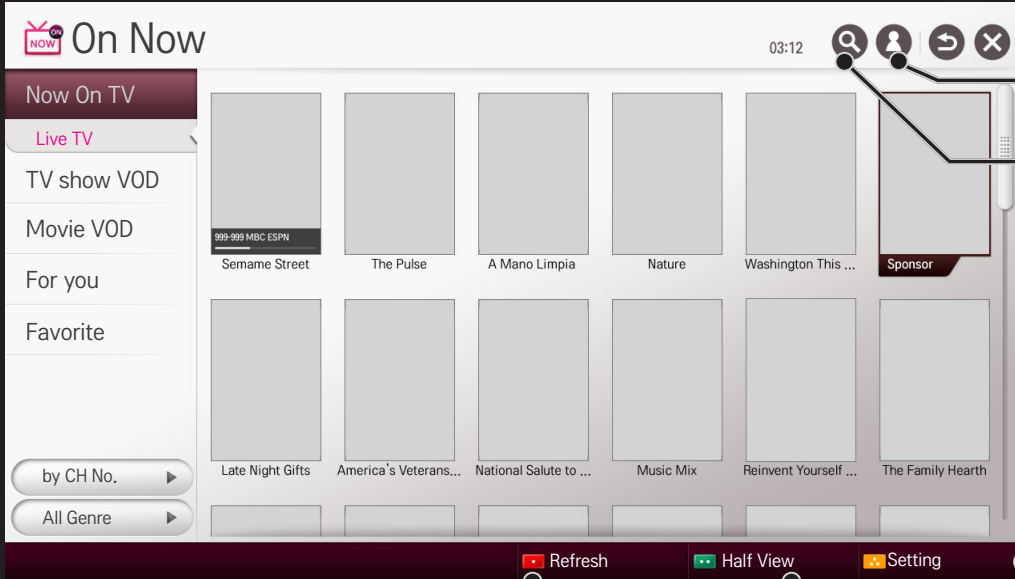 NOW ON
On Now
03:12
Now On TV
Live TV
TV show VOD
Movie VOD
For you
Favorite
by CH No.
All Genre
999-999 MBC ESPN
Semame Street
The Pulse
A Mano Limpia
Nature
Washington This ...
Sponsor
Late Night Gifts
America's Veterans...
National Salute to ...
Music Mix
Reinvent Yourself ...
The Family Hearth
Refresh
Half View
Setting